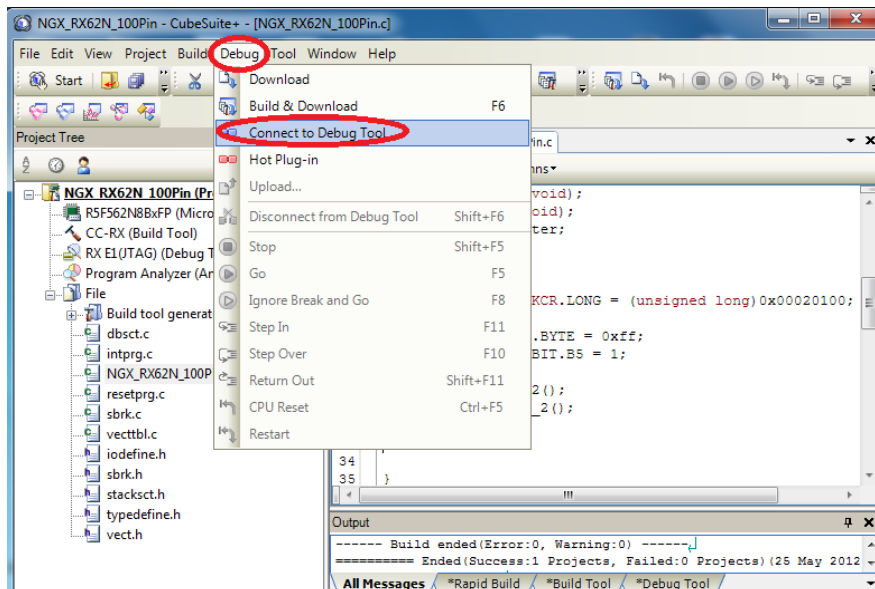 NGX_RX62N_100Pin - CubeSuite+ - [NGX_RX62N_100Pin.c]
File Edit View Project Build Debug Tool Window Help
Start
Download
Build & Download F6
Connect to Debug Tool
Hot Plug-in
Upload...
Disconnect from Debug Tool Shift+F6
Stop Shift+F5
Go F5
Ignore Break and Go F8
Step In F11
Step Over F10
Return Out Shift+F11
CPU Reset Ctrl+F5
Restart
Project Tree
NGX_RX62N_100Pin (Pr
R5F562N8BxFP (Micro
CC-RX (Build Tool)
RX E1(JTAG) (Debug T
Program Analyzer (An
File
Build tool generat
dbsct.c
intprg.c
NGX_RX62N_100P
resetprg.c
sbrk.c
vecttbl.c
iodefine.h
sbrk.h
stacksct.h
typedefine.h
vect.h
in.c
mns
void);
oid);
ter;
KCR.LONG = (unsigned long)0x00020100;
.BYTE = 0xff;
BIT.B5 = 1;
2();
_2();
34
35 }
Output
------ Build ended(Error:0, Warning:0) ------
========== Ended(Success:1 Projects, Failed:0 Projects)(25 May 2012
All Messages *Rapid Build *Build Tool *Debug Tool